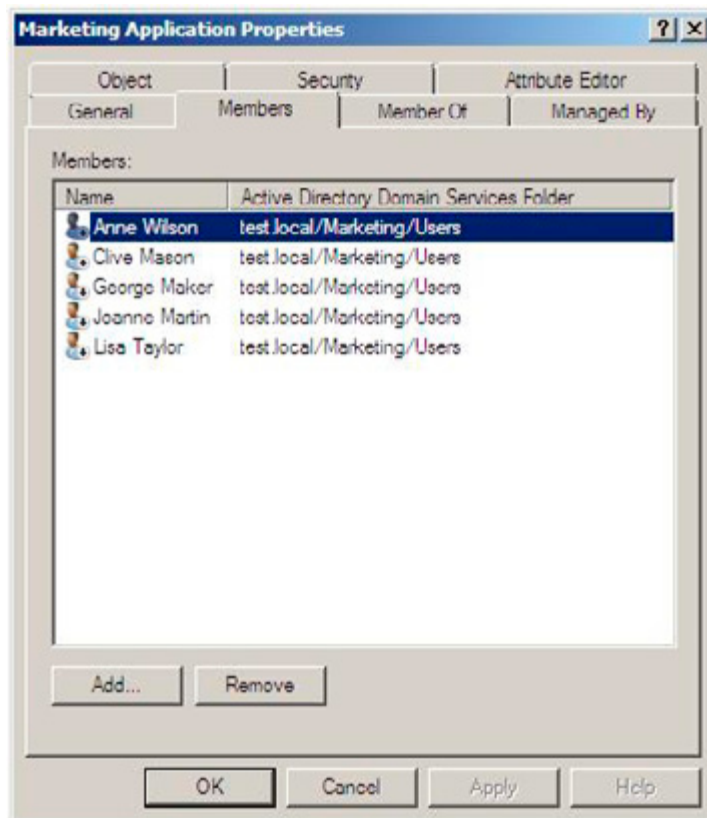 Marketing Application Properties
Object Security Attribute Editor
General Members Member Of Managed By
Members:
Name Active Directory Domain Services Folder
Anne Wilson test.local/Marketing/Users
Clive Mason test.local/Marketing/Users
George Maker test.local/Marketing/Users
Joanne Martin test.local/Marketing/Users
Lisa Taylor test.local/Marketing/Users
Add... Remove
OK Cancel Apply Help